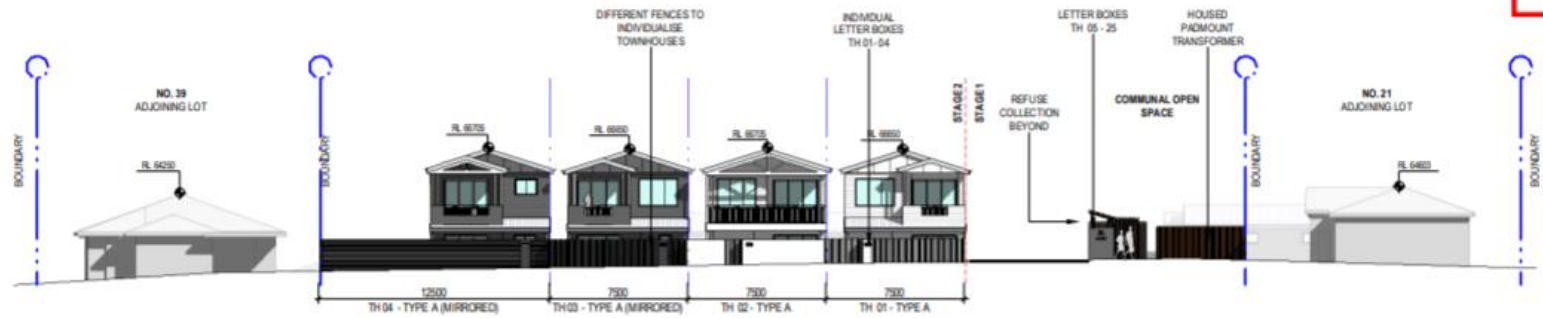 DIFFERENT FENCES TO
INDIVIDUALISE
TOWNHOUSES
INDIVIDUAL
LETTER BOXES
TH 01 - 04
LETTER BOXES
TH 05 - 25
HOUSED
PADMOUNT
TRANSFORMER
NO. 39
ADJOINING LOT
STAGE 2
STAGE 1
REFUSE
COLLECTION
BEYOND
COMMUNAL OPEN
SPACE
NO. 21
ADJOINING LOT
BOUNDARY
BOUNDARY
BOUNDARY
BOUNDARY
RL 64250
RL 66705
RL 66650
RL 66705
RL 66650
RL 64603
12500
7500
7500
7500
TH 04 - TYPE A (MIRRORED)
TH 03 - TYPE A (MIRRORED)
TH 02 - TYPE A
TH 01 - TYPE A